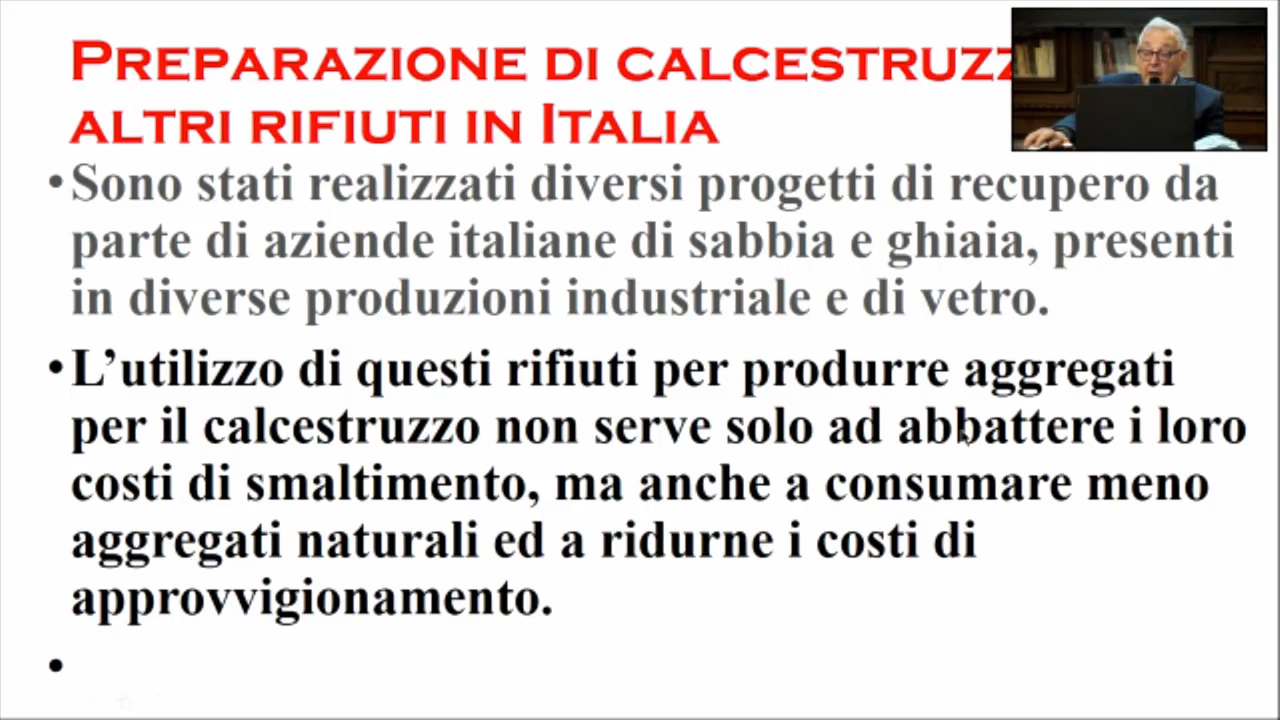 PREPARAZIONE DI CALCESTRUZZ
ALTRI RIFIUTI IN ITALIA
•Sono stati realizzati diversi progetti di recupero da
parte di aziende italiane di sabbia e ghiaia, presenti
in diverse produzioni industriale e di vetro.
•L’utilizzo di questi rifiuti per produrre aggregati
per il calcestruzzo non serve solo ad abbattere i loro
costi di smaltimento, ma anche a consumare meno
aggregati naturali ed a ridurne i costi di
approvvigionamento.
•